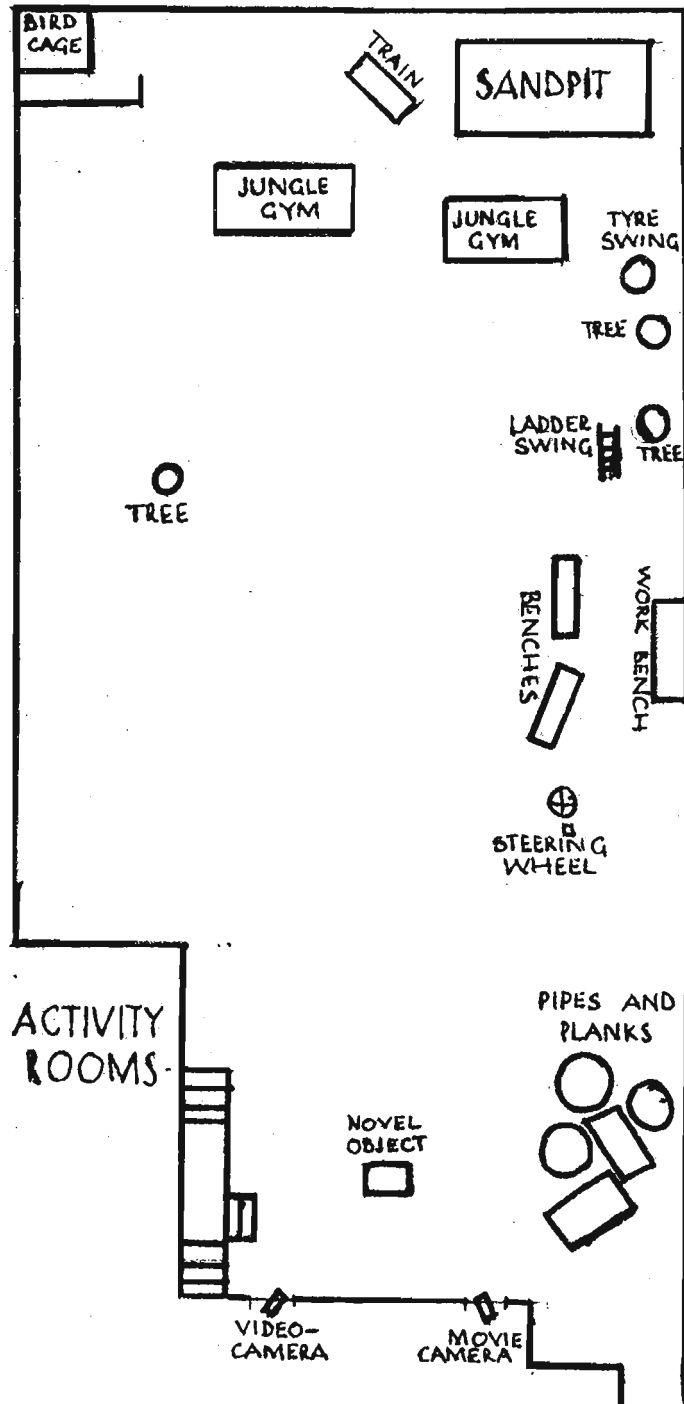 BIRD
CAGE
TRAIN
SANDPIT
JUNGLE
GYM
JUNGLE
GYM
TYRE
SWING
TREE
LADDER
SWING
TREE
TREE
BENCHES
WORK BENCH
STEERING
WHEEL
ACTIVITY
ROOMS
PIPES AND
PLANKS
NOVEL
OBJECT
VIDEO-
CAMERA
MOVIE
CAMERA